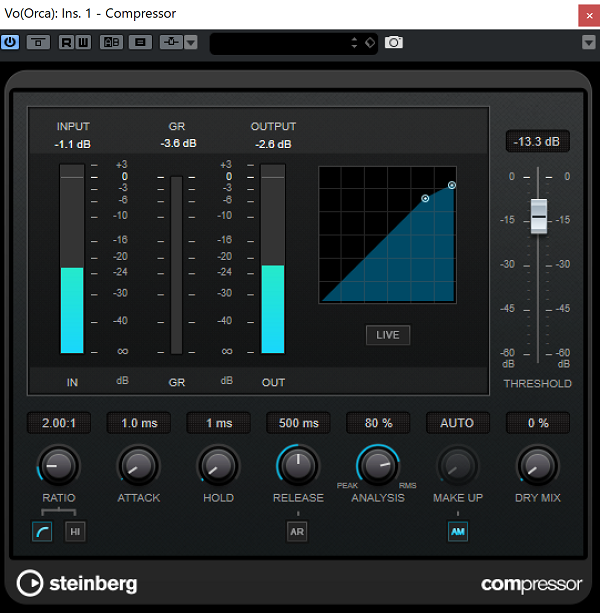 Vo(Orca): Ins. 1 - Compressor
×
R W A B
INPUT GR OUTPUT
-1.1 dB -3.6 dB -2.6 dB
-13.3 dB
+3 +3
0 0
-3 -3
-6 -6
-10 -10
-16 -16
-20 -20
-24 -24
-30 -30
-40 -40
∞ ∞
IN dB GR dB OUT
LIVE
0 0
-15 -15
-30 -30
-45 -45
-60 -60
dB dB
THRESHOLD
2.00:1 1.0 ms 1 ms 500 ms 80 % AUTO 0 %
PEAK RMS
RATIO ATTACK HOLD RELEASE ANALYSIS MAKE UP DRY MIX
HI AR AM
steinberg compressor